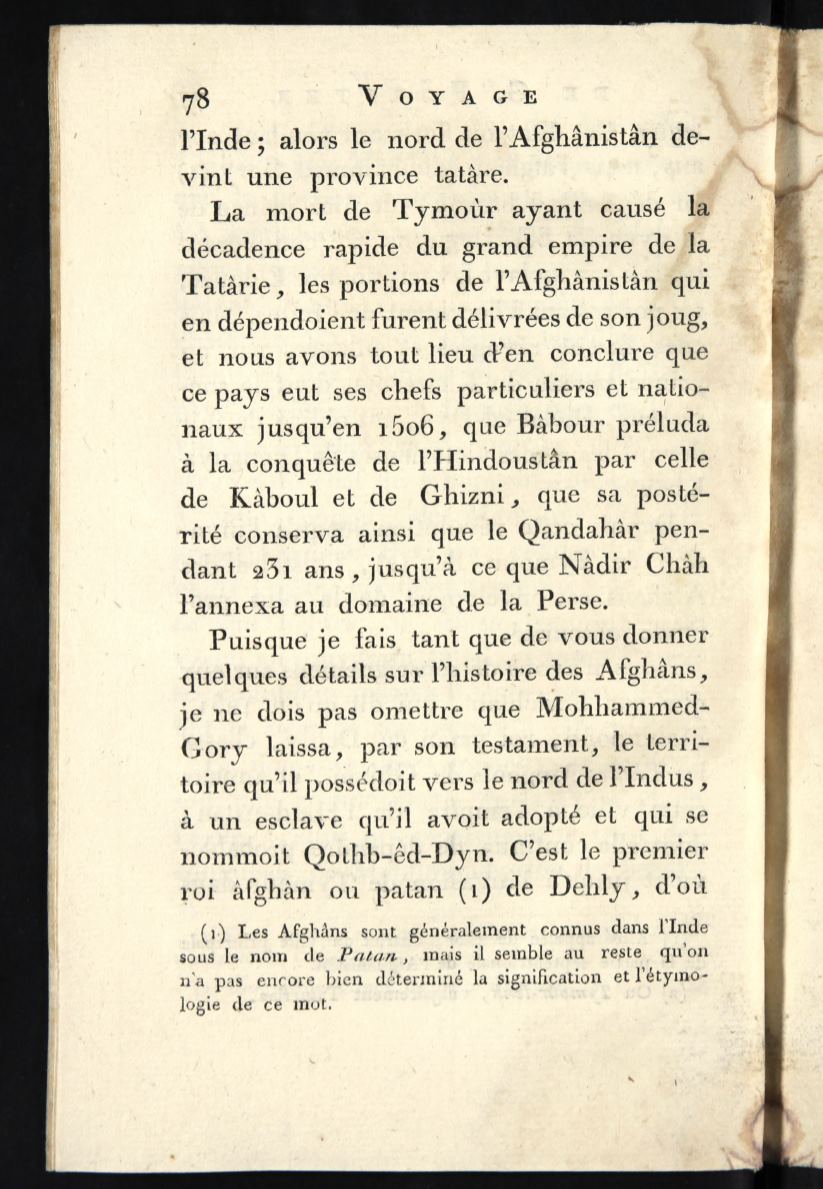 78 VOYAGE
l'Inde ; alors le nord de l'Afghânistân de-
vint une province tatàre.
La mort de Tymoùr ayant causé la
décadence rapide du grand empire de la
Tatàrie, les portions de l'Afghânistân qui
en dépendoient furent délivrées de son joug,
et nous avons tout lieu d'en conclure que
ce pays eut ses chefs particuliers et natio-
naux jusqu'en 1506, que Bàbour préluda
à la conquête de l'Hindoustân par celle
de Kàboul et de Ghizni, que sa posté-
rité conserva ainsi que le Qandahàr pen-
dant 231 ans, jusqu'à ce que Nàdir Chàh
l'annexa au domaine de la Perse.
Puisque je fais tant que de vous donner
quelques détails sur l'histoire des Afghâns,
je ne dois pas omettre que Mohhammed-
Gory laissa, par son testament, le terri-
toire qu'il possédoit vers le nord de l'Indus,
à un esclave qu'il avoit adopté et qui se
nommoit Qothb-êd-Dyn. C'est le premier
roi àfghàn ou patan (1) de Dehly, d'où
(1) Les Afghâns sont généralement connus dans l'Inde
sous le nom de Patan, mais il semble au reste qu'on
n'a pas encore bien déterminé la signification et l'étymo-
logie de ce mot.